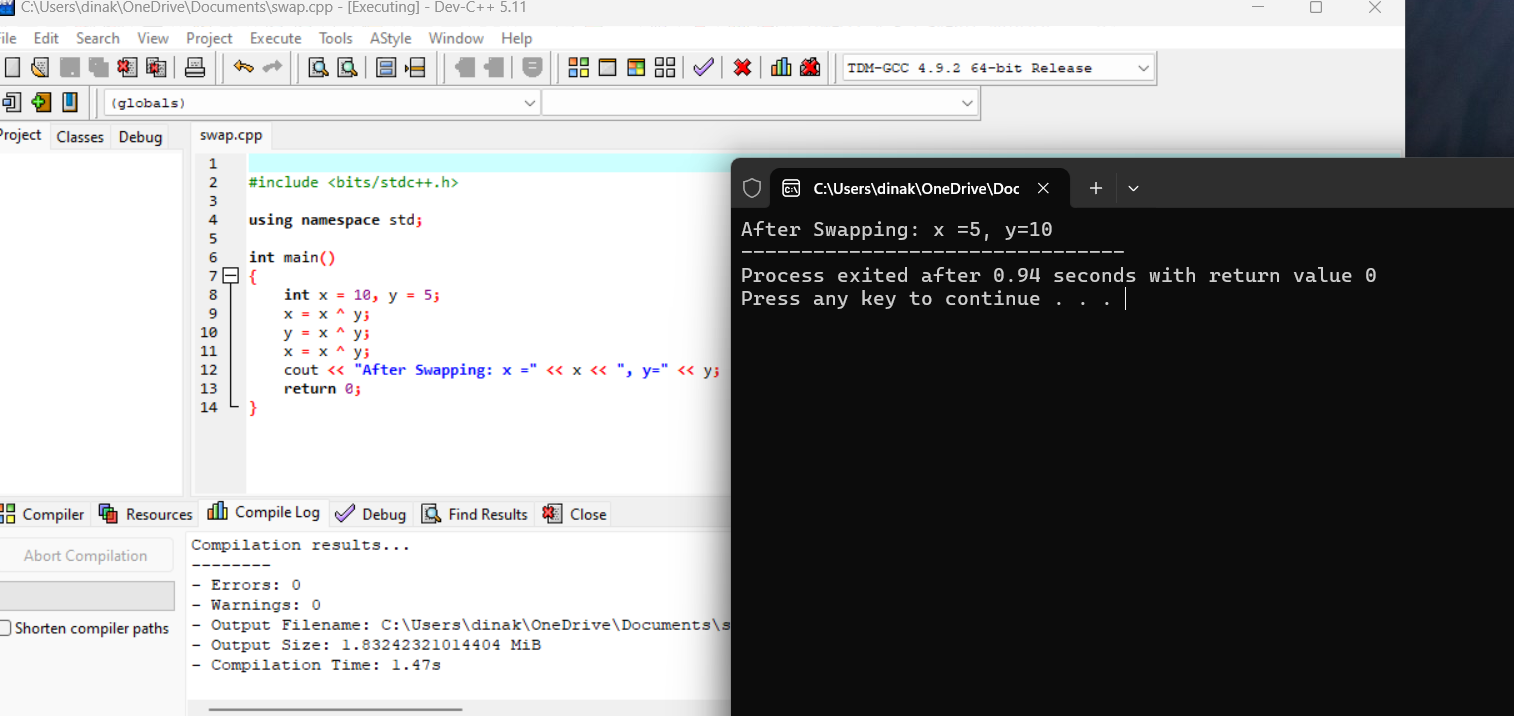 C:\Users\dinak\OneDrive\Documents\swap.cpp - [Executing] - Dev-C++ 5.11
File Edit Search View Project Execute Tools AStyle Window Help
TDM-GCC 4.9.2 64-bit Release
(globals)
Project Classes Debug swap.cpp
1
2 #include <bits/stdc++.h>
3
4 using namespace std;
5
6 int main()
7 {
8 int x = 10, y = 5;
9 x = x ^ y;
10 y = x ^ y;
11 x = x ^ y;
12 cout << "After Swapping: x =" << x << ", y=" << y;
13 return 0;
14 }
C:\Users\dinak\OneDrive\Doc
After Swapping: x =5, y=10
--------------------------------
Process exited after 0.94 seconds with return value 0
Press any key to continue . . .
Compiler Resources Compile Log Debug Find Results Close
Abort Compilation
Shorten compiler paths
Compilation results...
--------
- Errors: 0
- Warnings: 0
- Output Filename: C:\Users\dinak\OneDrive\Documents\s
- Output Size: 1.83242321014404 MiB
- Compilation Time: 1.47s